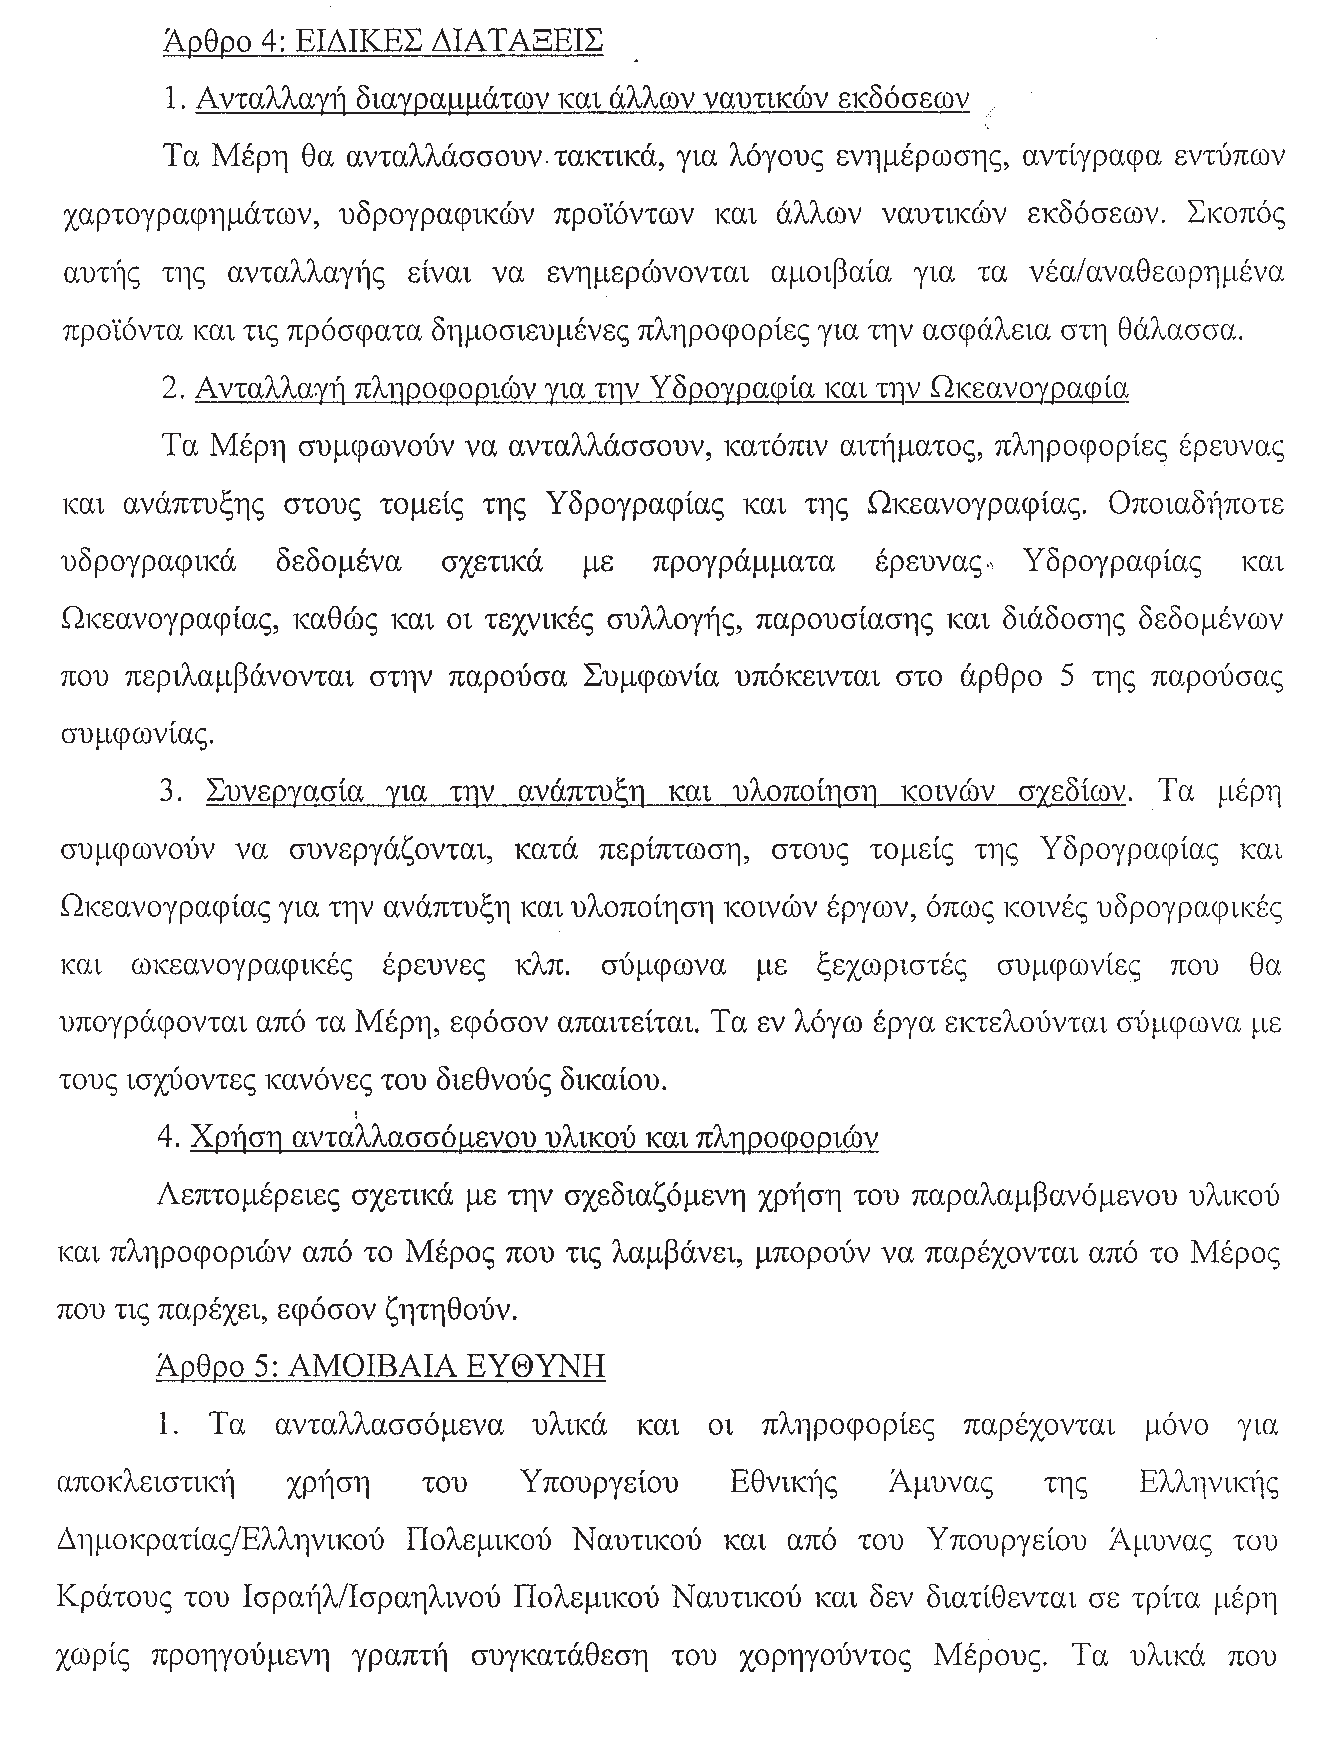 Άρθρο 4: ΕΙΔΙΚΕΣ ΔΙΑΤΑΞΕΙΣ
1. Ανταλλαγή διαγραμμάτων και άλλων ναυτικών εκδόσεων
Τα Μέρη θα ανταλλάσσουν τακτικά, για λόγους ενημέρωσης, αντίγραφα εντύπων
χαρτογραφημάτων, υδρογραφικών προϊόντων και άλλων ναυτικών εκδόσεων. Σκοπός
αυτής της ανταλλαγής είναι να ενημερώνονται αμοιβαία για τα νέα/αναθεωρημένα
προϊόντα και τις πρόσφατα δημοσιευμένες πληροφορίες για την ασφάλεια στη θάλασσα.
2. Ανταλλαγή πληροφοριών για την Υδρογραφία και την Ωκεανογραφία
Τα Μέρη συμφωνούν να ανταλλάσσουν, κατόπιν αιτήματος, πληροφορίες έρευνας
και ανάπτυξης στους τομείς της Υδρογραφίας και της Ωκεανογραφίας. Οποιαδήποτε
υδρογραφικά δεδομένα σχετικά με προγράμματα έρευνας Υδρογραφίας και
Ωκεανογραφίας, καθώς και οι τεχνικές συλλογής, παρουσίασης και διάδοσης δεδομένων
που περιλαμβάνονται στην παρούσα Συμφωνία υπόκεινται στο άρθρο 5 της παρούσας
συμφωνίας.
3. Συνεργασία για την ανάπτυξη και υλοποίηση κοινών σχεδίων. Τα μέρη
συμφωνούν να συνεργάζονται, κατά περίπτωση, στους τομείς της Υδρογραφίας και
Ωκεανογραφίας για την ανάπτυξη και υλοποίηση κοινών έργων, όπως κοινές υδρογραφικές
και ωκεανογραφικές έρευνες κλπ. σύμφωνα με ξεχωριστές συμφωνίες που θα
υπογράφονται από τα Μέρη, εφόσον απαιτείται. Τα εν λόγω έργα εκτελούνται σύμφωνα με
τους ισχύοντες κανόνες του διεθνούς δικαίου.
4. Χρήση ανταλλασσόμενου υλικού και πληροφοριών
Λεπτομέρειες σχετικά με την σχεδιαζόμενη χρήση του παραλαμβανόμενου υλικού
και πληροφοριών από το Μέρος που τις λαμβάνει, μπορούν να παρέχονται από το Μέρος
που τις παρέχει, εφόσον ζητηθούν.
Άρθρο 5: ΑΜΟΙΒΑΙΑ ΕΥΘΥΝΗ
1. Τα ανταλλασσόμενα υλικά και οι πληροφορίες παρέχονται μόνο για
αποκλειστική χρήση του Υπουργείου Εθνικής Άμυνας της Ελληνικής
Δημοκρατίας/Ελληνικού Πολεμικού Ναυτικού και από του Υπουργείου Άμυνας του
Κράτους του Ισραήλ/Ισραηλινού Πολεμικού Ναυτικού και δεν διατίθενται σε τρίτα μέρη
χωρίς προηγούμενη γραπτή συγκατάθεση του χορηγούντος Μέρους. Τα υλικά που